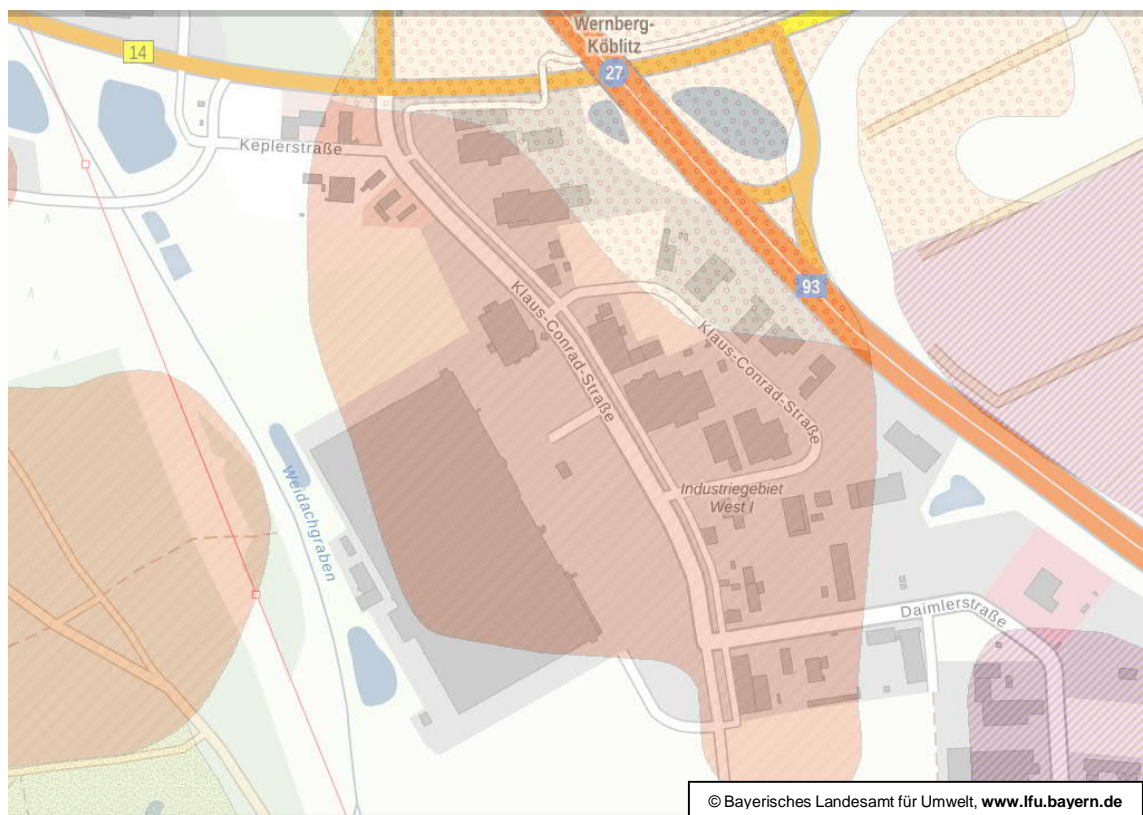 Wernberg-
Köblitz
14
27
Keplerstraße
93
Klaus-Conrad-Straße
Klaus-Conrad-Straße
Weidachgraben
Industriegebiet
West I
Daimlerstraße
© Bayerisches Landesamt für Umwelt, www.lfu.bayern.de